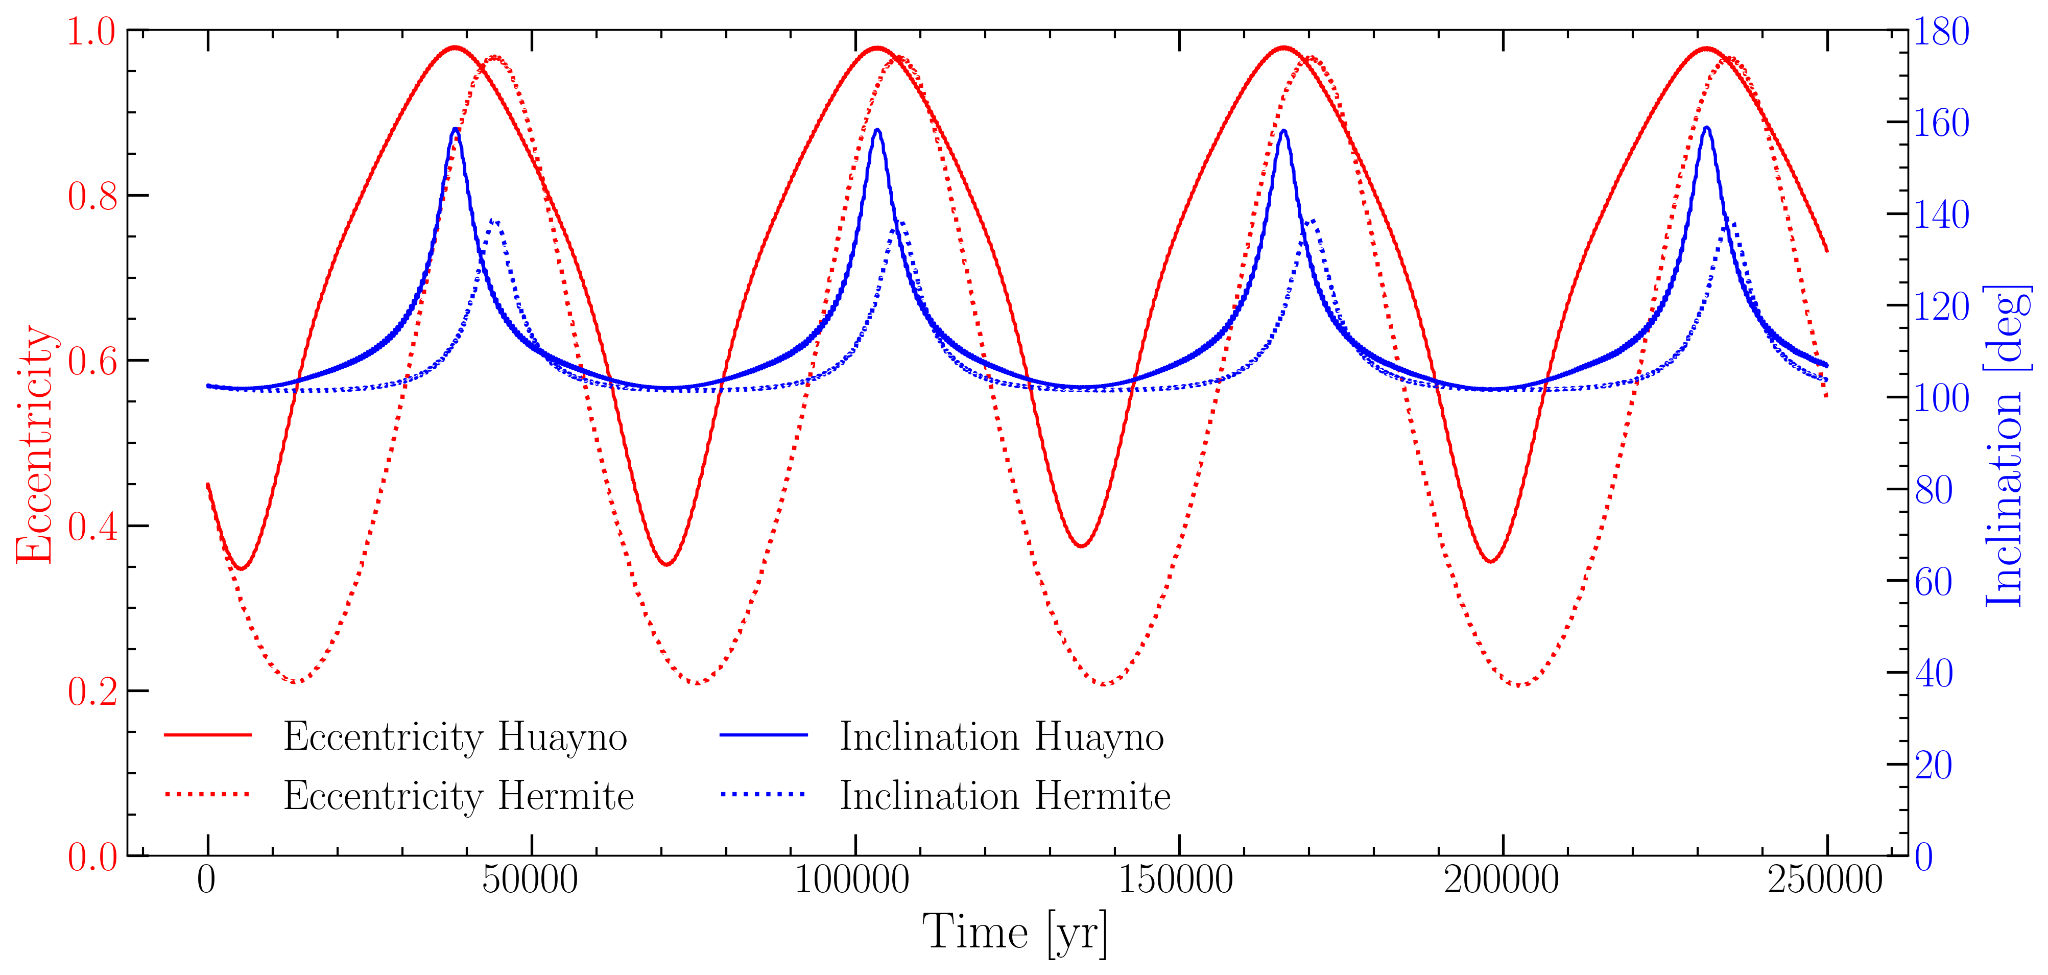 1.0
0.8
0.6
0.4
0.2
0.0
Eccentricity
180
160
140
120
100
80
60
40
20
0
Inclination [deg]
Eccentricity Huayno
Eccentricity Hermite
Inclination Huayno
Inclination Hermite
0 50000 100000 150000 200000 250000
Time [yr]